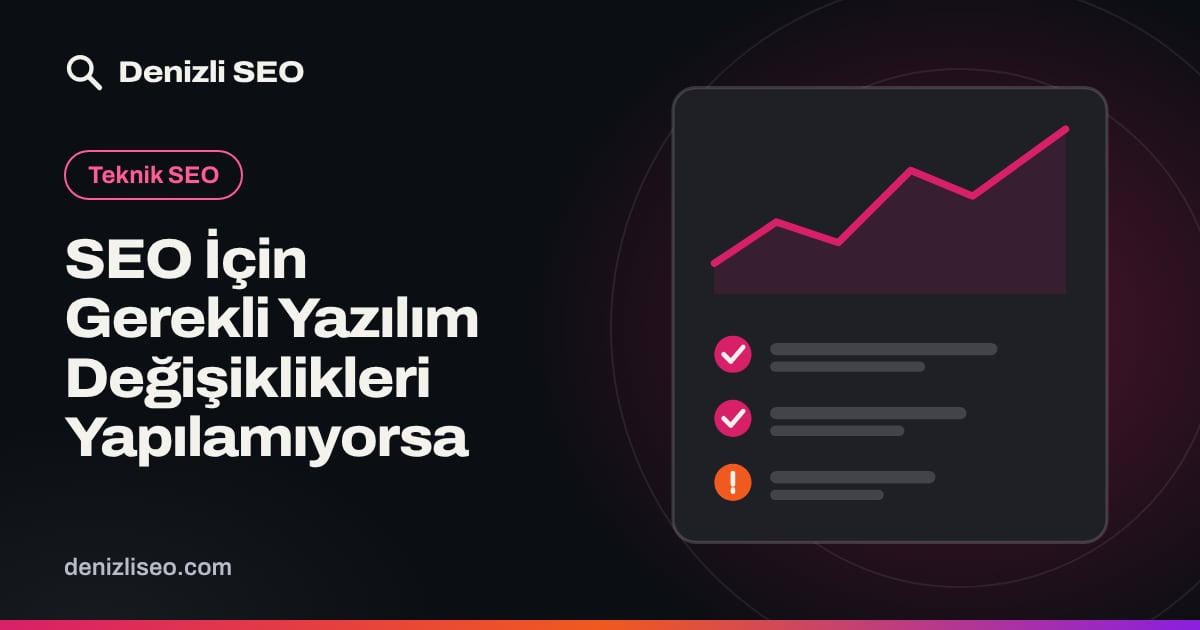 Denizli SEO
Teknik SEO
SEO İçin
Gerekli Yazılım
Değişiklikleri
Yapılamıyorsa
denizliseo.com